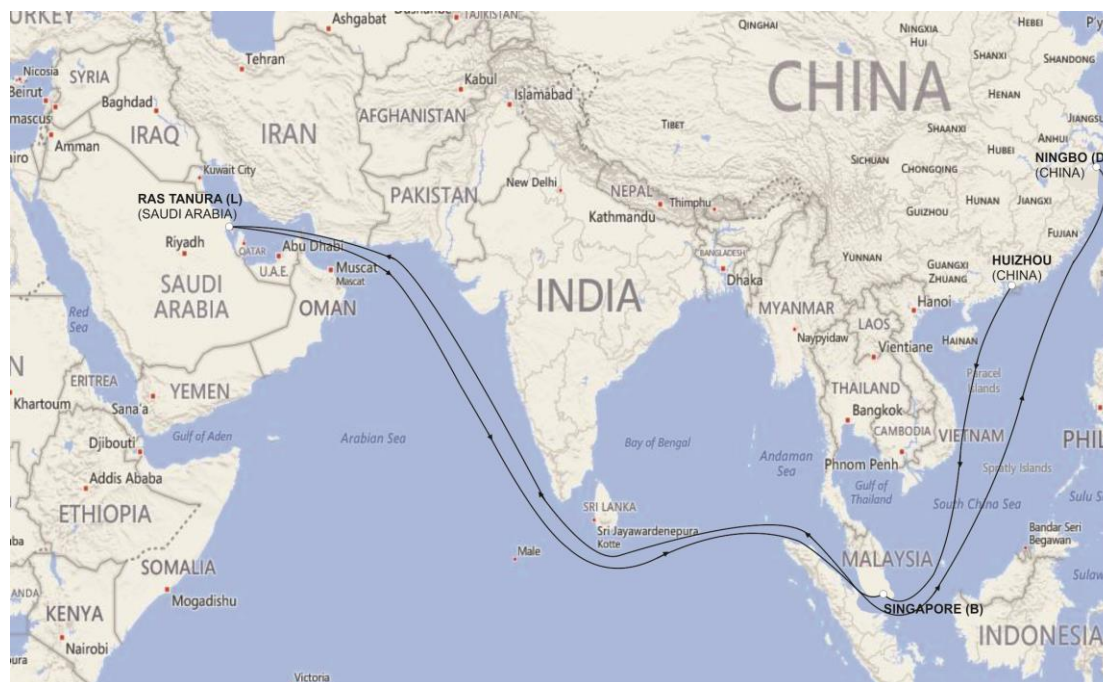 TURKEY
Ashgabat
TAJIKISTAN
QINGHAI
NINGXIA
HUI
HEBEI
P'y
SHANXI
SHANDONG
Nicosia
SYRIA
Tehran
Kabul
Islamabad
CHINA
HENAN
JIANGSU
Beirut
Baghdad
mascus
IRAQ
IRAN
AFGHANISTAN
TIBET
SHAANXI
ANHUI
HUBEI
Amman
SICHUAN
CHONGQING
NINGBO (D
(CHINA)
iro
Kuwait City
PAKISTAN
New Delhi
NEPAL
Thimphu
HUNAN
JIANGXI
RAS TANURA (L)
(SAUDI ARABIA)
Kathmandu
GUIZHOU
FUJIAN
Riyadh
QATAR
Abu Dhabi
BANGLADESH
YUNNAN
HUIZHOU
(CHINA)
U.A.E.
Muscat
Mascat
Dhaka
GUANGXI
ZHUANG
SAUDI
ARABIA
OMAN
INDIA
MYANMAR
Hanoi
Red
Sea
LAOS
HAINAN
Naypyidaw
Vientiane
N
ERITREA
YEMEN
THAILAND
Paracel
Islands
Khartoum
Sana'a
Bangkok
Djibouti
Gulf of Aden
Arabian Sea
Bay of Bengal
Andaman
Sea
CAMBODIA
VIETNAM
PHIL
Addis Ababa
Phnom Penh
Spratly Islands
Gulf of
Thailand
South China Sea
Sulu S
ETHIOPIA
SRI LANKA
Sri Jayawardenepura
Kotte
Bandar Seri
Begawan
ba
Male
MALAYSIA
SOMALIA
Sulaw
ANDA
Mogadishu
KENYA
SINGAPORE (B)
Nairobi
INDONESIA
ura
Victoria